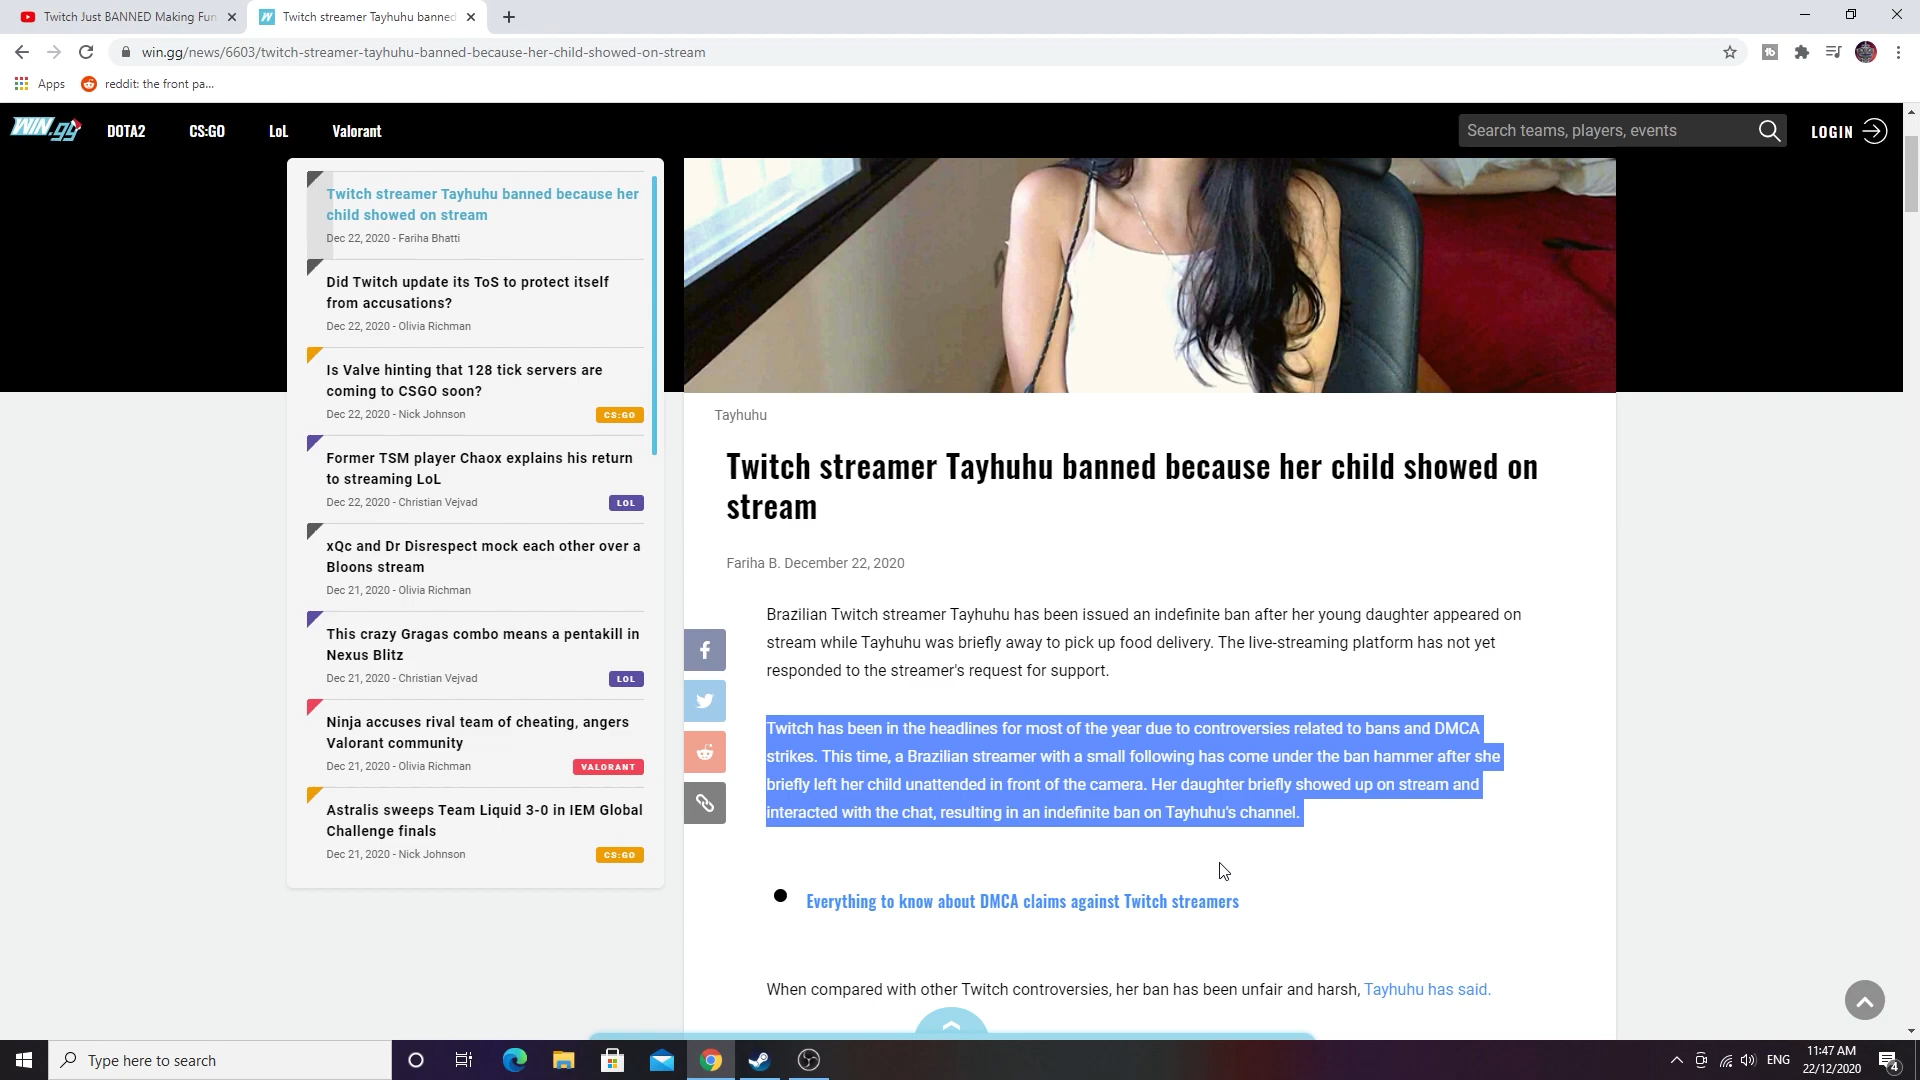 Twitch Just BANNED Making Fun
Twitch streamer Tayhuhu banned
win.gg/news/6603/twitch-streamer-tayhuhu-banned-because-her-child-showed-on-stream
Apps
reddit: the front pa...
WIN.gg
DOTA2
CS:GO
LoL
Valorant
Search teams, players, events
LOGIN
Twitch streamer Tayhuhu banned because her
child showed on stream
Dec 22, 2020 - Fariha Bhatti
Did Twitch update its ToS to protect itself
from accusations?
Dec 22, 2020 - Olivia Richman
Is Valve hinting that 128 tick servers are
coming to CSGO soon?
Dec 22, 2020 - Nick Johnson
CS:GO
Former TSM player Chaox explains his return
to streaming LoL
Dec 22, 2020 - Christian Vejvad
LOL
xQc and Dr Disrespect mock each other over a
Bloons stream
Dec 21, 2020 - Olivia Richman
This crazy Gragas combo means a pentakill in
Nexus Blitz
Dec 21, 2020 - Christian Vejvad
LOL
Ninja accuses rival team of cheating, angers
Valorant community
Dec 21, 2020 - Olivia Richman
VALORANT
Astralis sweeps Team Liquid 3-0 in IEM Global
Challenge finals
Dec 21, 2020 - Nick Johnson
CS:GO
Tayhuhu
Twitch streamer Tayhuhu banned because her child showed on
stream
Fariha B. December 22, 2020
Brazilian Twitch streamer Tayhuhu has been issued an indefinite ban after her young daughter appeared on
stream while Tayhuhu was briefly away to pick up food delivery. The live-streaming platform has not yet
responded to the streamer's request for support.
Twitch has been in the headlines for most of the year due to controversies related to bans and DMCA
strikes. This time, a Brazilian streamer with a small following has come under the ban hammer after she
briefly left her child unattended in front of the camera. Her daughter briefly showed up on stream and
interacted with the chat, resulting in an indefinite ban on Tayhuhu's channel.
Everything to know about DMCA claims against Twitch streamers
When compared with other Twitch controversies, her ban has been unfair and harsh, Tayhuhu has said.
Type here to search
ENG
11:47 AM
22/12/2020
4